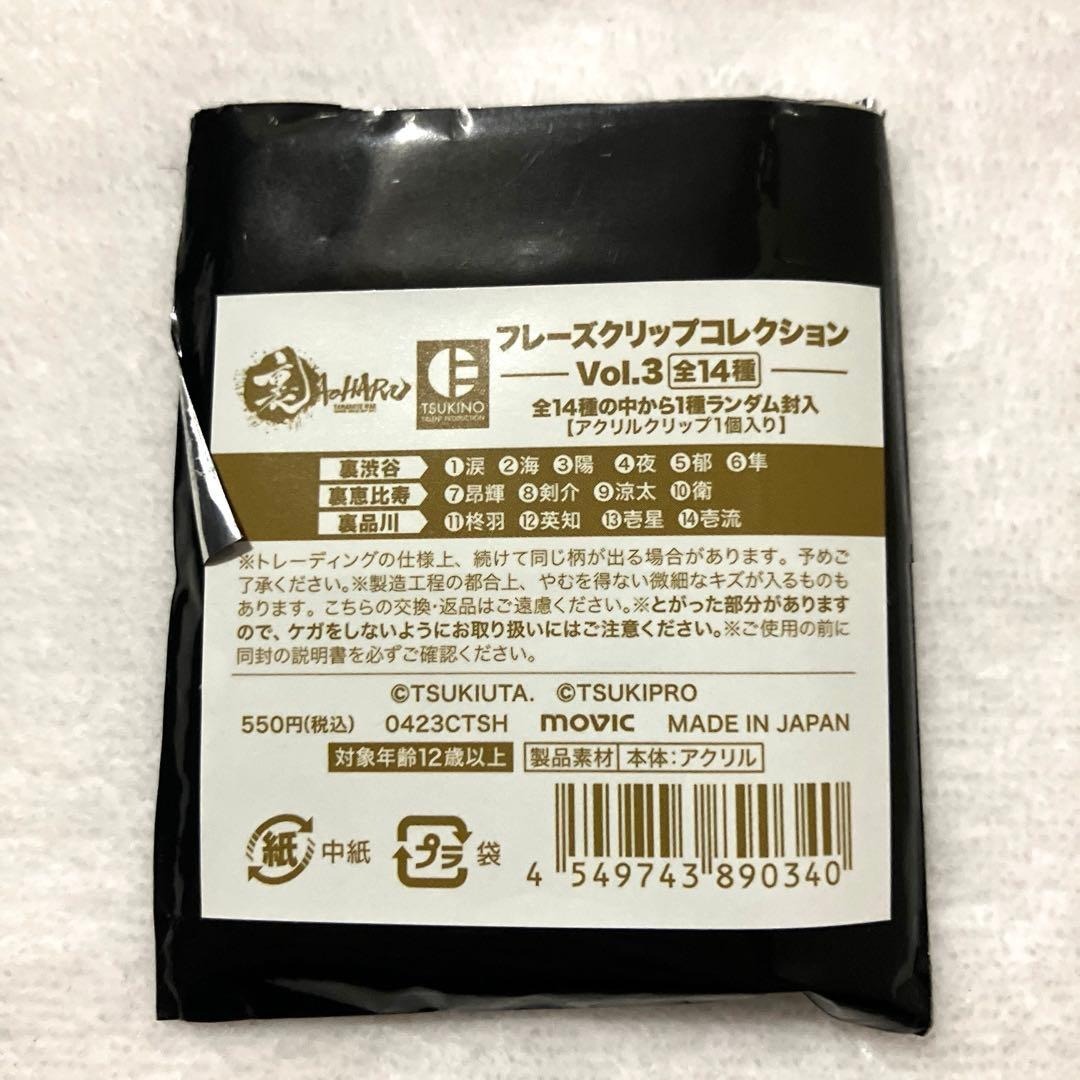 フレーズクリップコレクション
裏 AOHARU
TSUKINO
TALENT PRODUCTION
Vol.3 全14種
全14種の中から1種ランダム封入
【アクリルクリップ1個入り】
裏渋谷 ①涙 ②海 ③陽 ④夜 ⑤郁 ⑥隼
裏恵比寿 ⑦昂輝 ⑧剣介 ⑨涼太 ⑩衛
裏品川 ⑪柊羽 ⑫英知 ⑬壱星 ⑭壱流
※トレーディングの仕様上、続けて同じ柄が出る場合があります。予めご
了承ください。※製造工程の都合上、やむを得ない微細なキズが入るものも
あります。こちらの交換・返品はご遠慮ください。※とがった部分があります
ので、ケガをしないようにお取り扱いにはご注意ください。※ご使用の前に
同封の説明書を必ずご確認ください。
©TSUKIUTA. ©TSUKIPRO
550円(税込) 0423CTSH movic MADE IN JAPAN
対象年齢12歳以上 製品素材 本体:アクリル
紙 中紙 プラ 袋
4 549743 890340